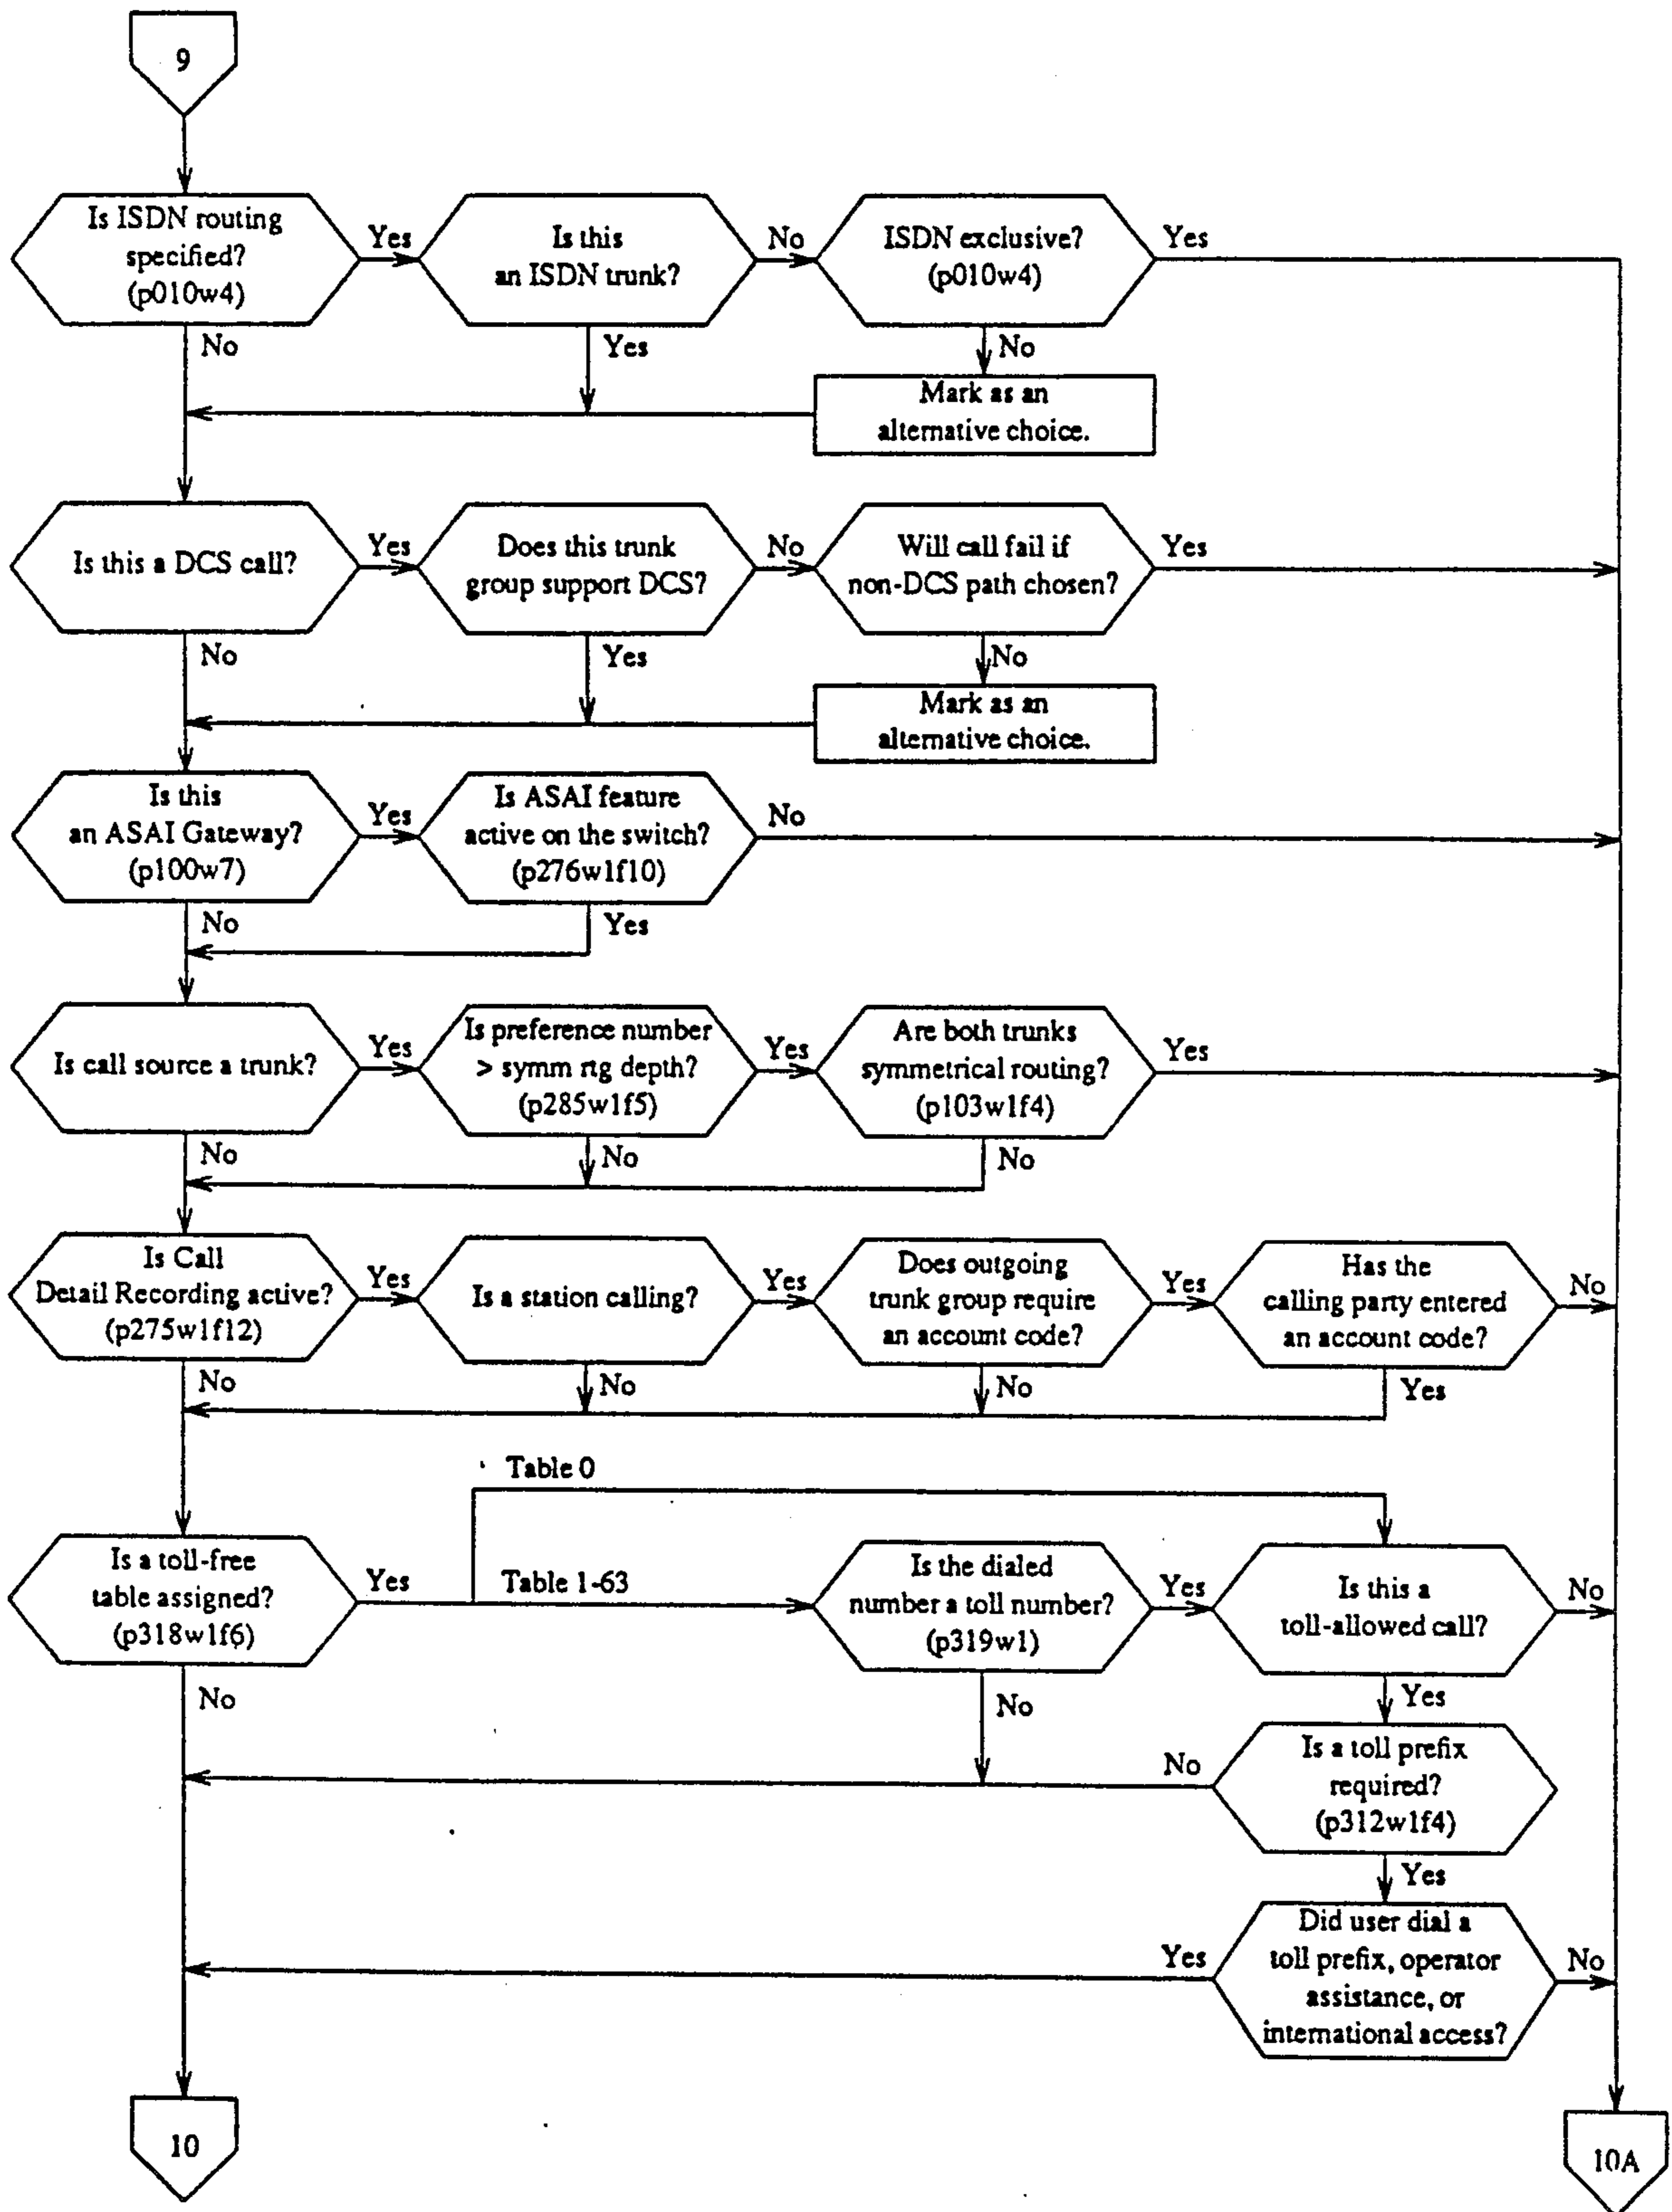 9
Is ISDN routing
specified?
(p010w4)
Yes
Is this
an ISDN trunk?
No
ISDN exclusive?
(p010w4)
Yes
No
Yes
No
Mark as an
alternative choice.
Is this a DCS call?
Yes
Does this trunk
group support DCS?
No
Will call fail if
non-DCS path chosen?
Yes
No
Yes
No
Mark as an
alternative choice.
Is this
an ASAI Gateway?
(p100w7)
Yes
Is ASAI feature
active on the switch?
(p276w1f10)
No
No
Yes
Is call source a trunk?
Yes
Is preference number
> symm rtg depth?
(p285w1f5)
Yes
Are both trunks
symmetrical routing?
(p103w1f4)
Yes
No
No
No
Is Call
Detail Recording active?
(p275w1f12)
Yes
Is a station calling?
Yes
Does outgoing
trunk group require
an account code?
Yes
Has the
calling party entered
an account code?
No
No
No
No
Yes
Table 0
Is a toll-free
table assigned?
(p318w1f6)
Yes
Table 1-63
Is the dialed
number a toll number?
(p319w1)
Yes
Is this a
toll-allowed call?
No
No
No
Yes
No
Is a toll prefix
required?
(p312w1f4)
Yes
Yes
Did user dial a
toll prefix, operator
assistance, or
international access?
No
10
10A